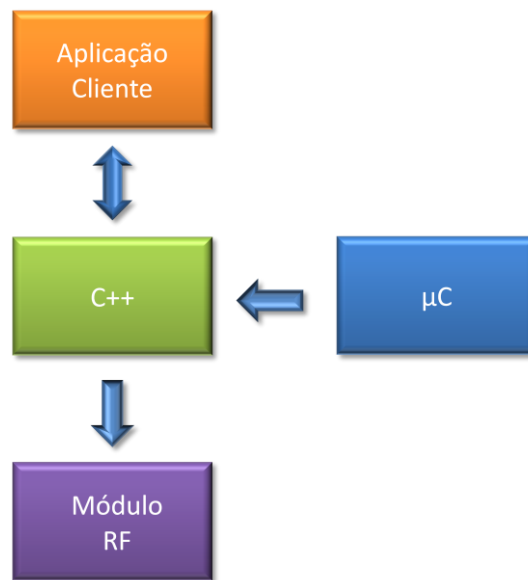 Aplicação
Cliente
C++
μC
Módulo
RF